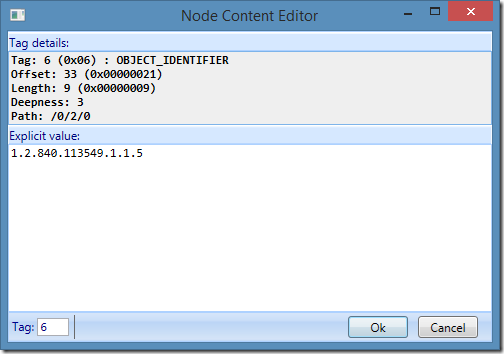 Node Content Editor
Tag details:
Tag: 6 (0x06) : OBJECT_IDENTIFIER
Offset: 33 (0x00000021)
Length: 9 (0x00000009)
Deepness: 3
Path: /0/2/0
Explicit value:
1.2.840.113549.1.1.5
Tag: 6
Ok
Cancel